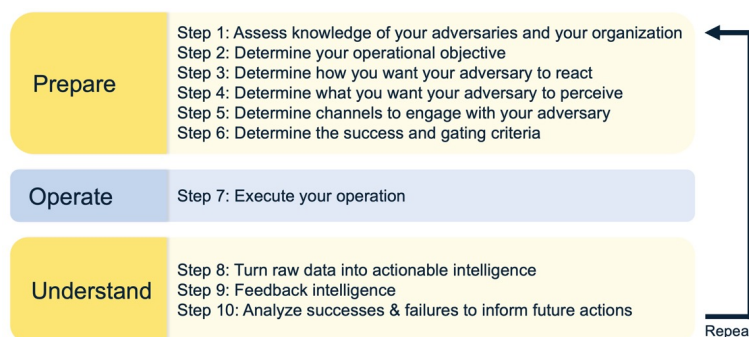 Prepare
Step 1: Assess knowledge of your adversaries and your organization
Step 2: Determine your operational objective
Step 3: Determine how you want your adversary to react
Step 4: Determine what you want your adversary to perceive
Step 5: Determine channels to engage with your adversary
Step 6: Determine the success and gating criteria
Operate
Step 7: Execute your operation
Understand
Step 8: Turn raw data into actionable intelligence
Step 9: Feedback intelligence
Step 10: Analyze successes & failures to inform future actions
Repea